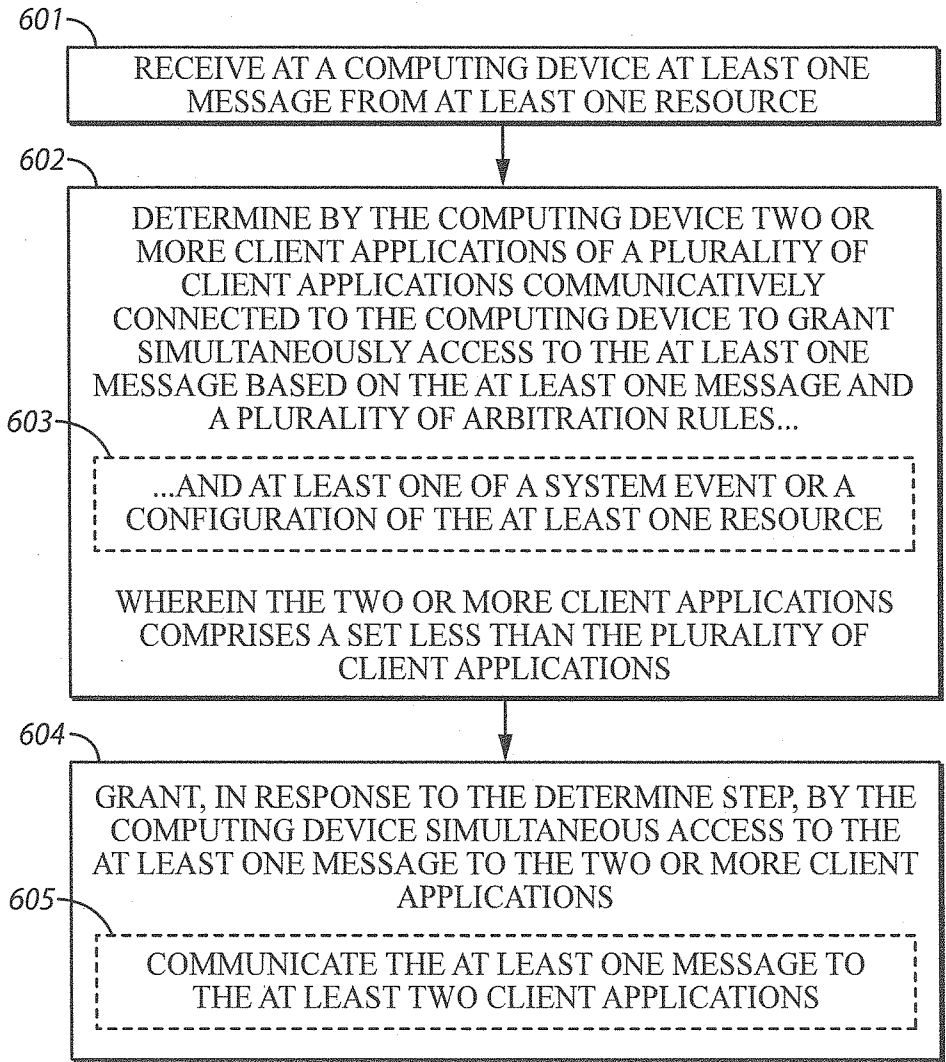 601
RECEIVE AT A COMPUTING DEVICE AT LEAST ONE
MESSAGE FROM AT LEAST ONE RESOURCE
602
DETERMINE BY THE COMPUTING DEVICE TWO OR
MORE CLIENT APPLICATIONS OF A PLURALITY OF
CLIENT APPLICATIONS COMMUNICATIVELY
CONNECTED TO THE COMPUTING DEVICE TO GRANT
SIMULTANEOUSLY ACCESS TO THE AT LEAST ONE
MESSAGE BASED ON THE AT LEAST ONE MESSAGE AND
A PLURALITY OF ARBITRATION RULES...
603
...AND AT LEAST ONE OF A SYSTEM EVENT OR A
CONFIGURATION OF THE AT LEAST ONE RESOURCE
WHEREIN THE TWO OR MORE CLIENT APPLICATIONS
COMPRISES A SET LESS THAN THE PLURALITY OF
CLIENT APPLICATIONS
604
GRANT, IN RESPONSE TO THE DETERMINE STEP, BY THE
COMPUTING DEVICE SIMULTANEOUS ACCESS TO THE
AT LEAST ONE MESSAGE TO THE TWO OR MORE CLIENT
APPLICATIONS
605
COMMUNICATE THE AT LEAST ONE MESSAGE TO
THE AT LEAST TWO CLIENT APPLICATIONS